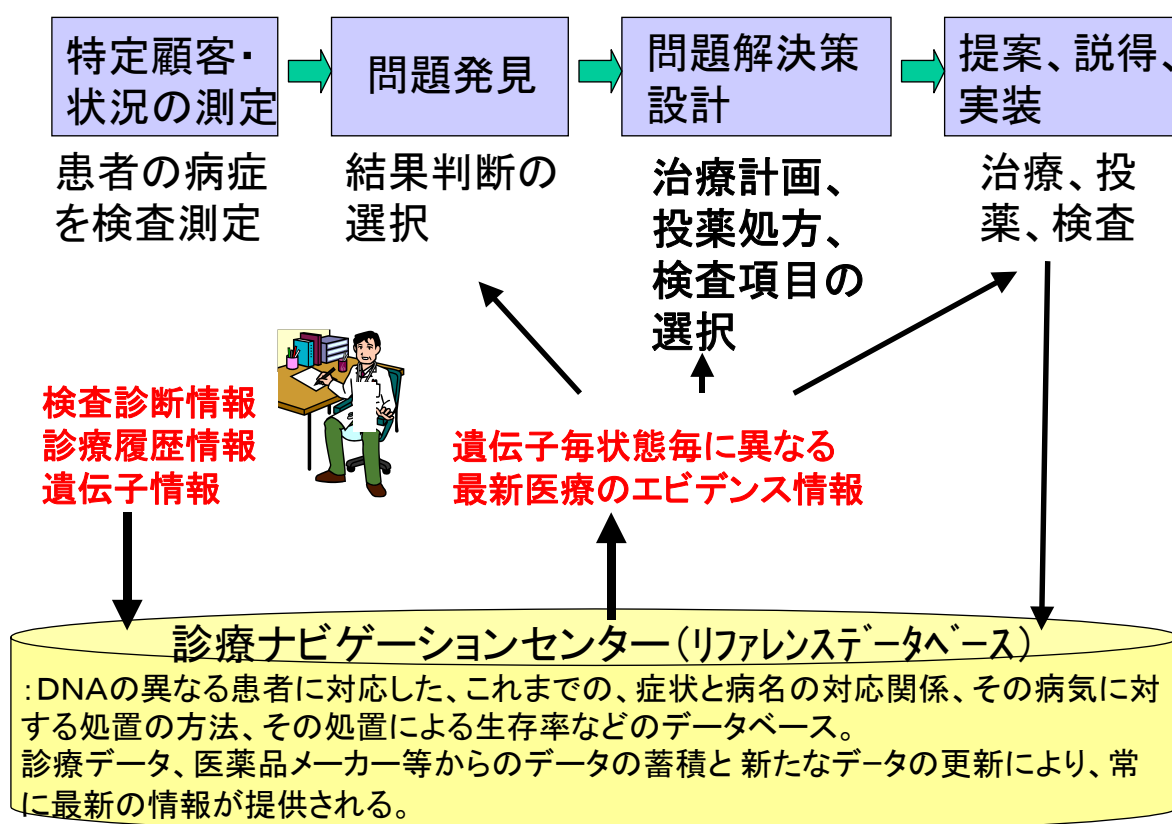 特定顧客・
状況の測定
問題発見
問題解決策
設計
提案、説得、
実装
患者の病症
を検査測定
結果判断の
選択
治療計画、
投薬処方、
検査項目の
選択
治療、投
薬、検査
検査診断情報
診療履歴情報
遺伝子情報
遺伝子毎状態毎に異なる
最新医療のエビデンス情報
診療ナビゲーションセンター(リファレンスデータベース)
:DNAの異なる患者に対応した、これまでの、症状と病名の対応関係、その病気に対
する処置の方法、その処置による生存率などのデータベース。
診療データ、医薬品メーカー等からのデータの蓄積と 新たなデータの更新により、常
に最新の情報が提供される。